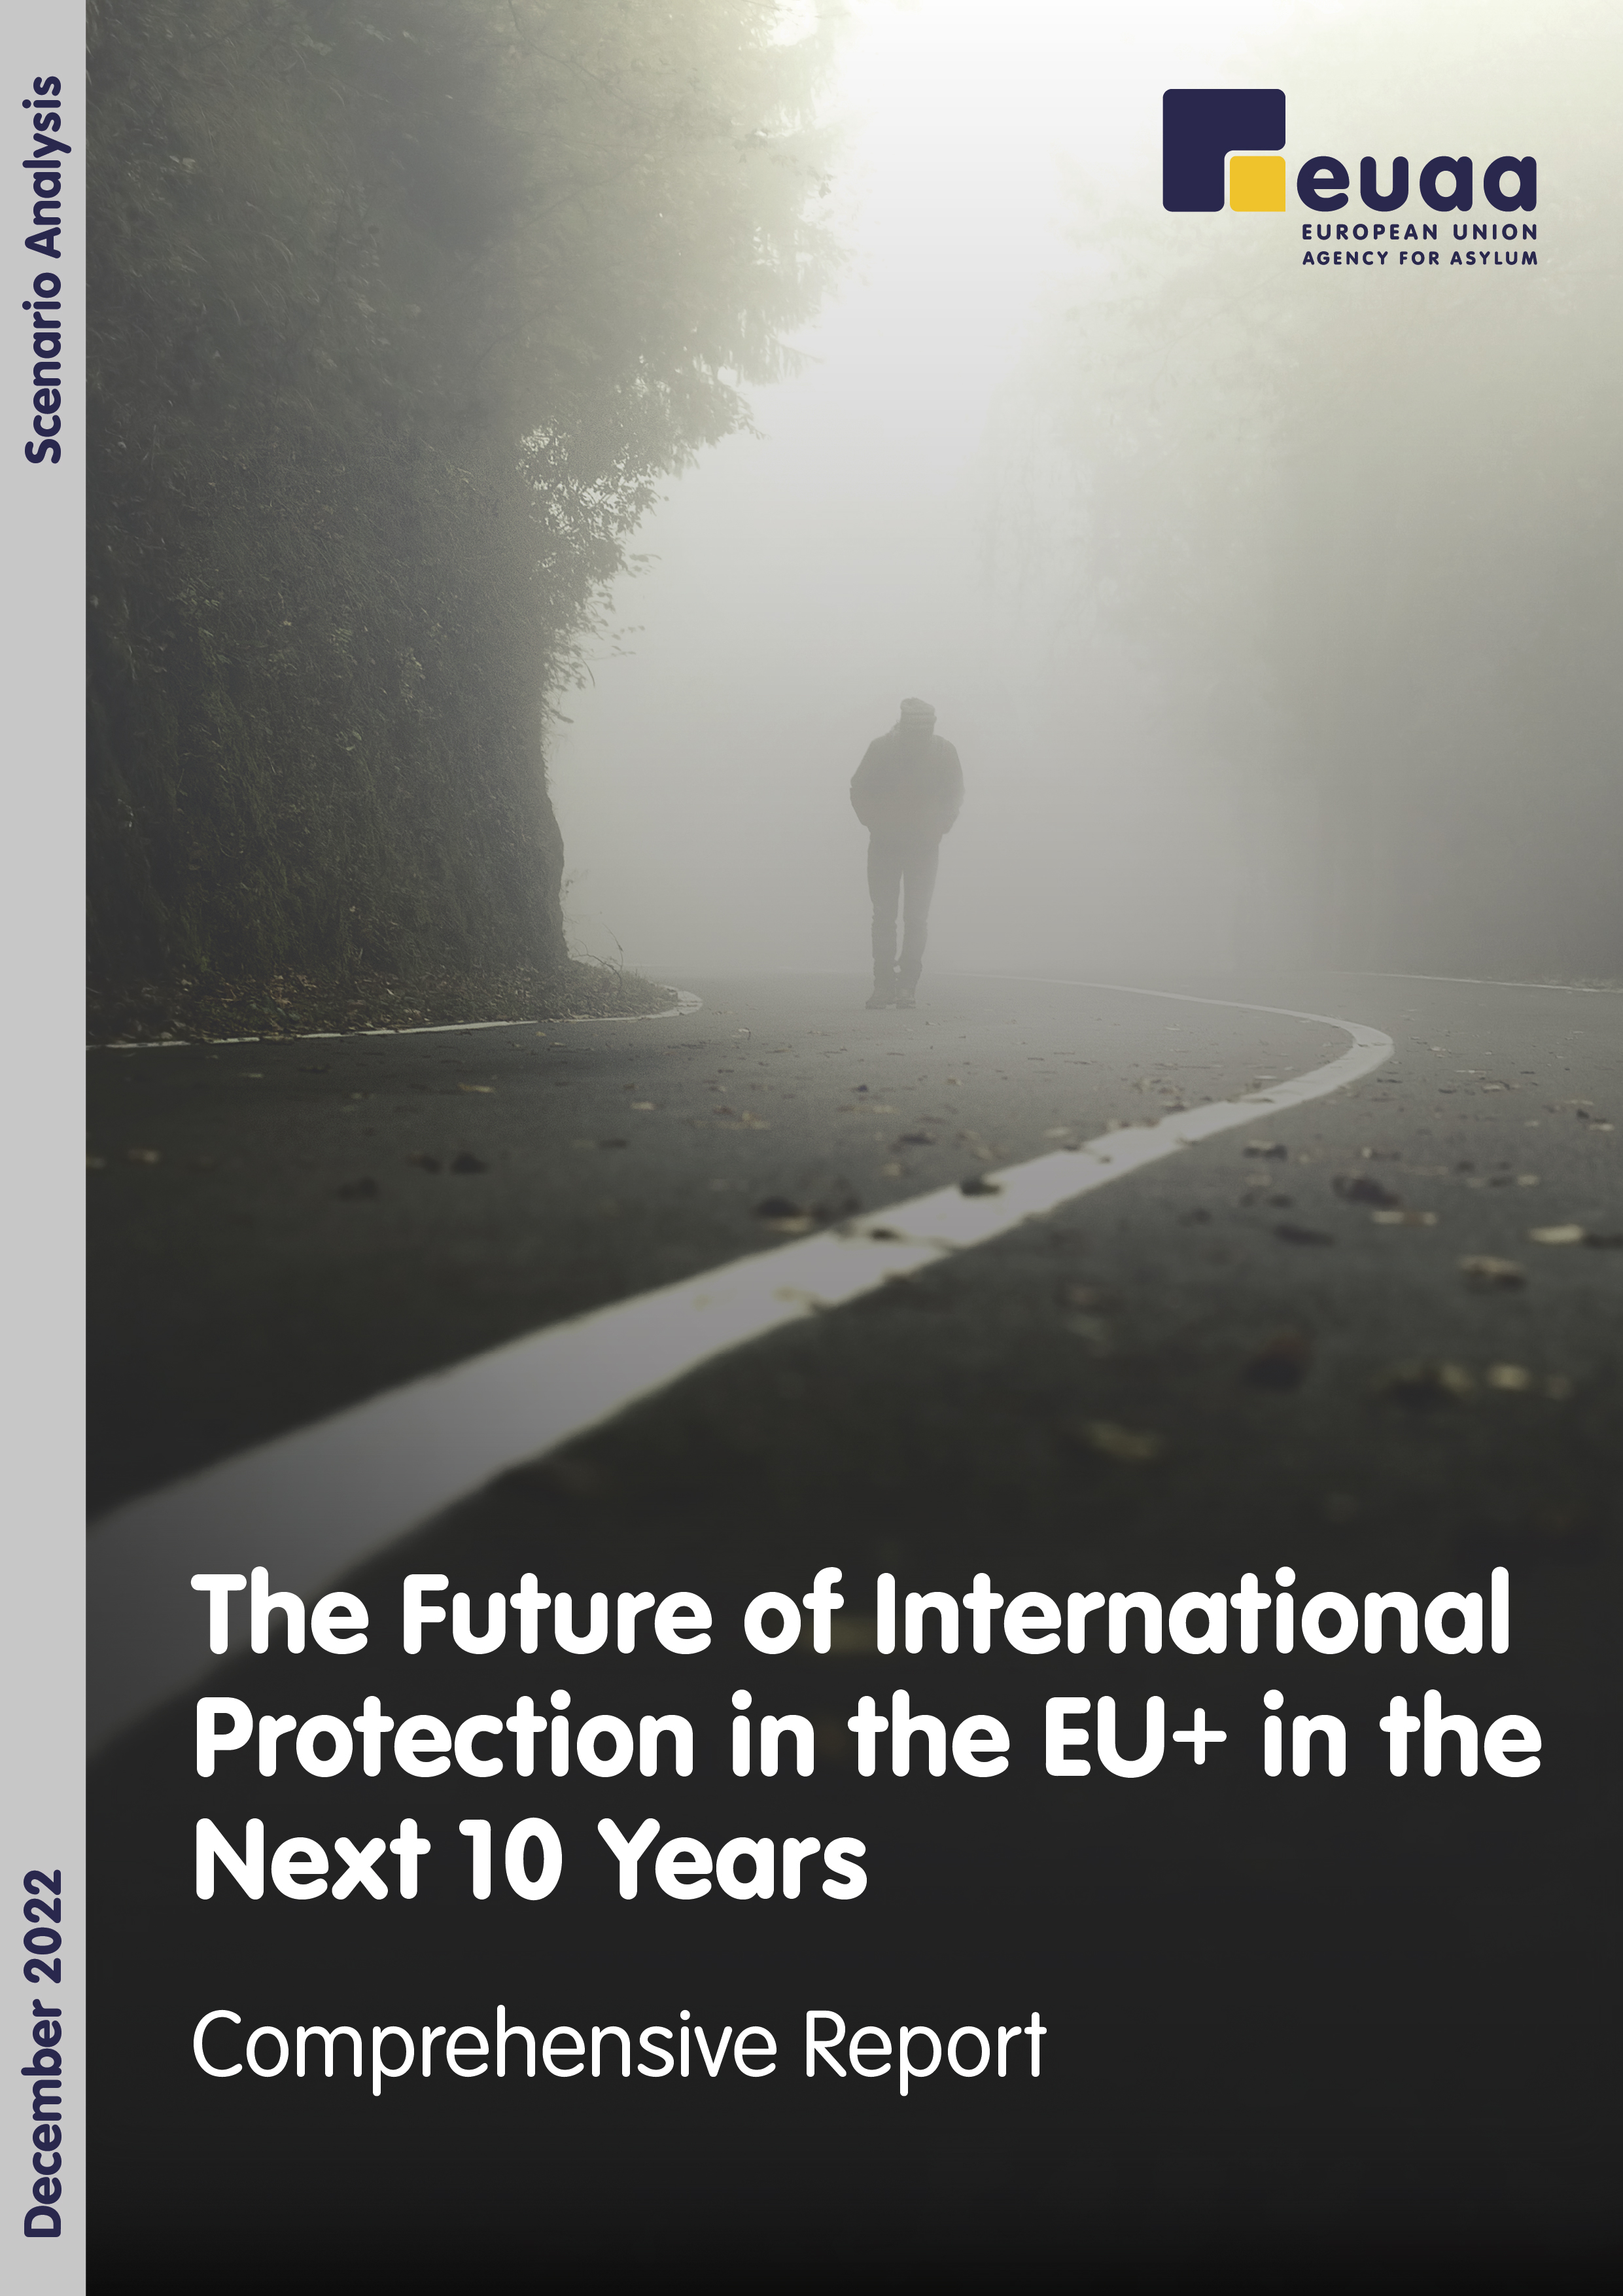 Scenario Analysis
euaa
EUROPEAN UNION
AGENCY FOR ASYLUM
The Future of International
Protection in the EU+ in the
Next 10 Years
Comprehensive Report
December 2022